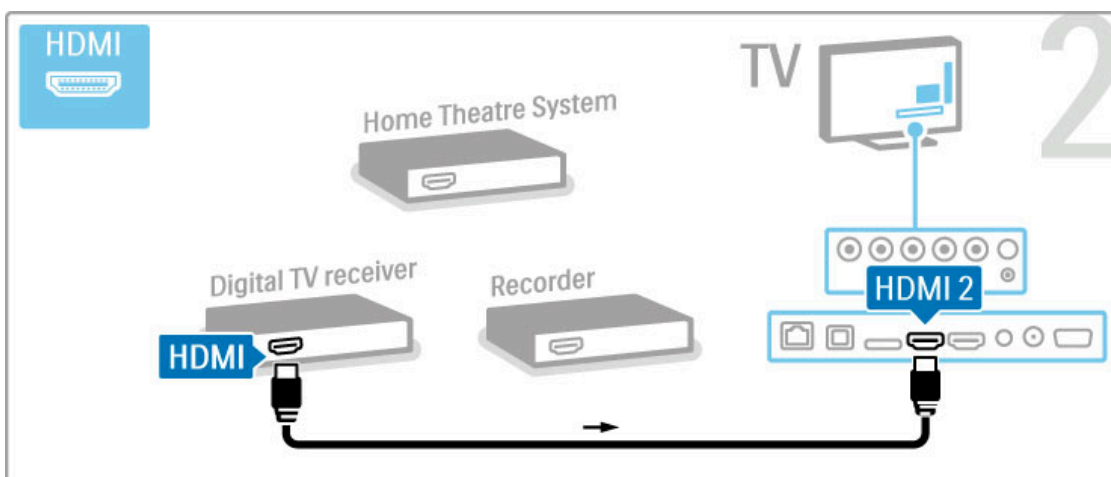 HDMI
TV
2
Home Theatre System
Digital TV receiver
Recorder
HDMI 2
HDMI